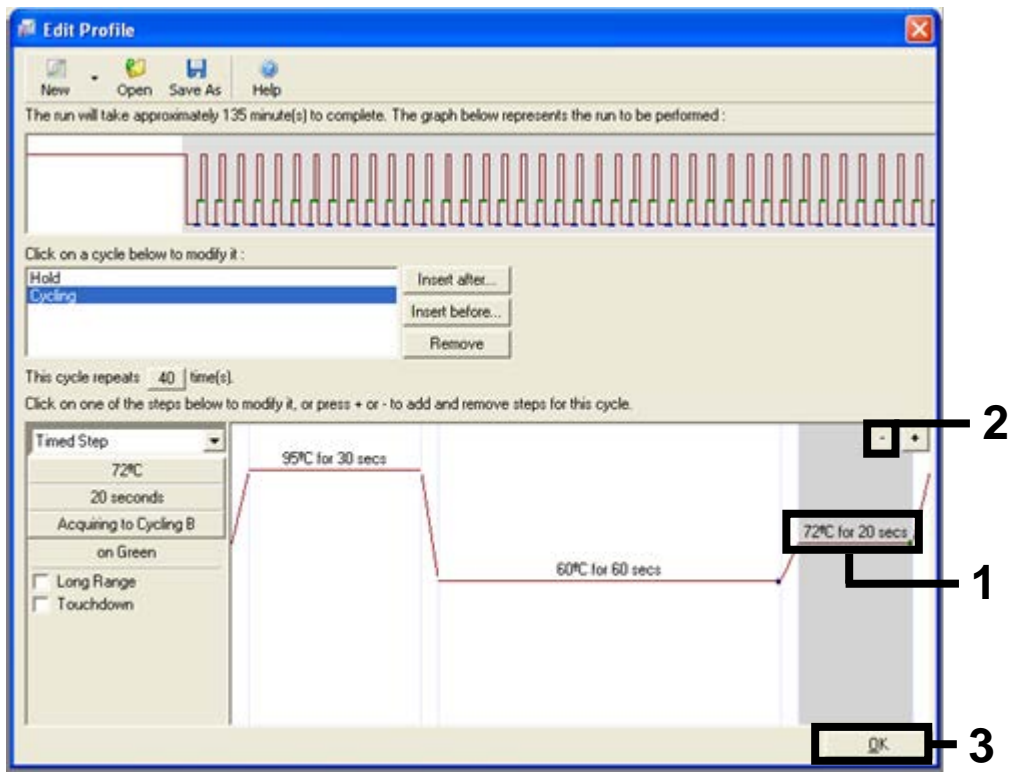 Edit Profile
New Open Save As Help
The run will take approximately 135 minute(s) to complete. The graph below represents the run to be performed :
Click on a cycle below to modify it :
Hold
Cycling
Insert after...
Insert before...
Remove
This cycle repeats 40 time(s).
Click on one of the steps below to modify it, or press + or - to add and remove steps for this cycle.
- + 2
Timed Step
72ºC
20 seconds
Acquiring to Cycling B
on Green
Long Range
Touchdown
95ºC for 30 secs
60ºC for 60 secs
72ºC for 20 secs
1
OK 3